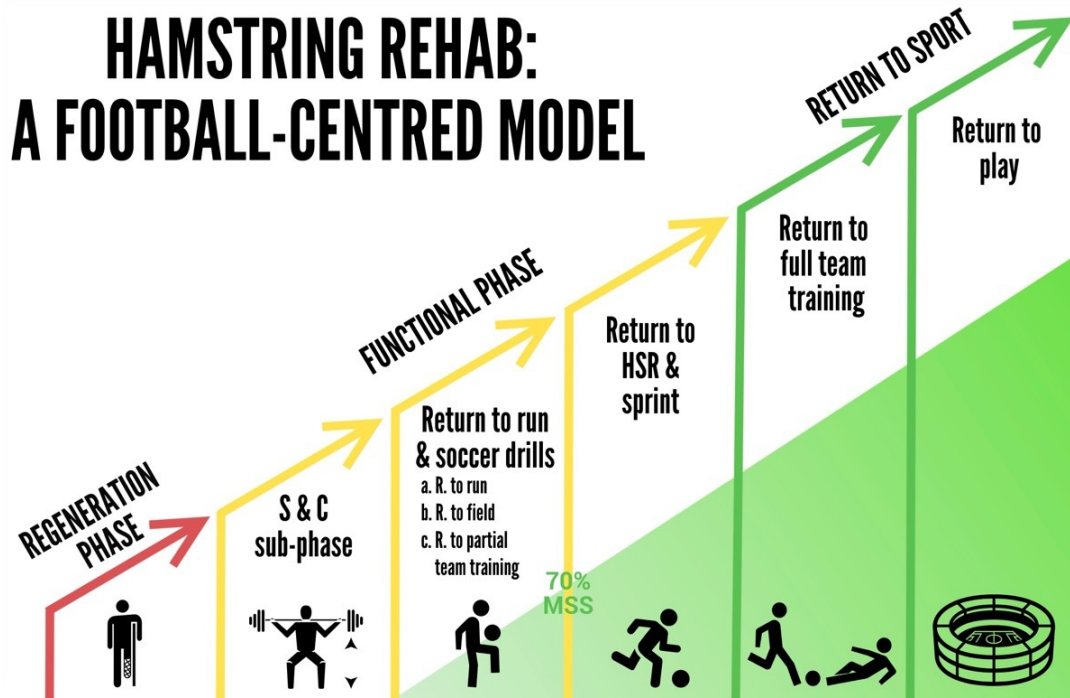 HAMSTRING REHAB:
A FOOTBALL-CENTRED MODEL
REGENERATION
PHASE
S & C
sub-phase
FUNCTIONAL PHASE
Return to run
& soccer drills
a. R. to run
b. R. to field
c. R. to partial
team training
70%
MSS
Return to
HSR &
sprint
RETURN TO SPORT
Return to
full team
training
Return to
play